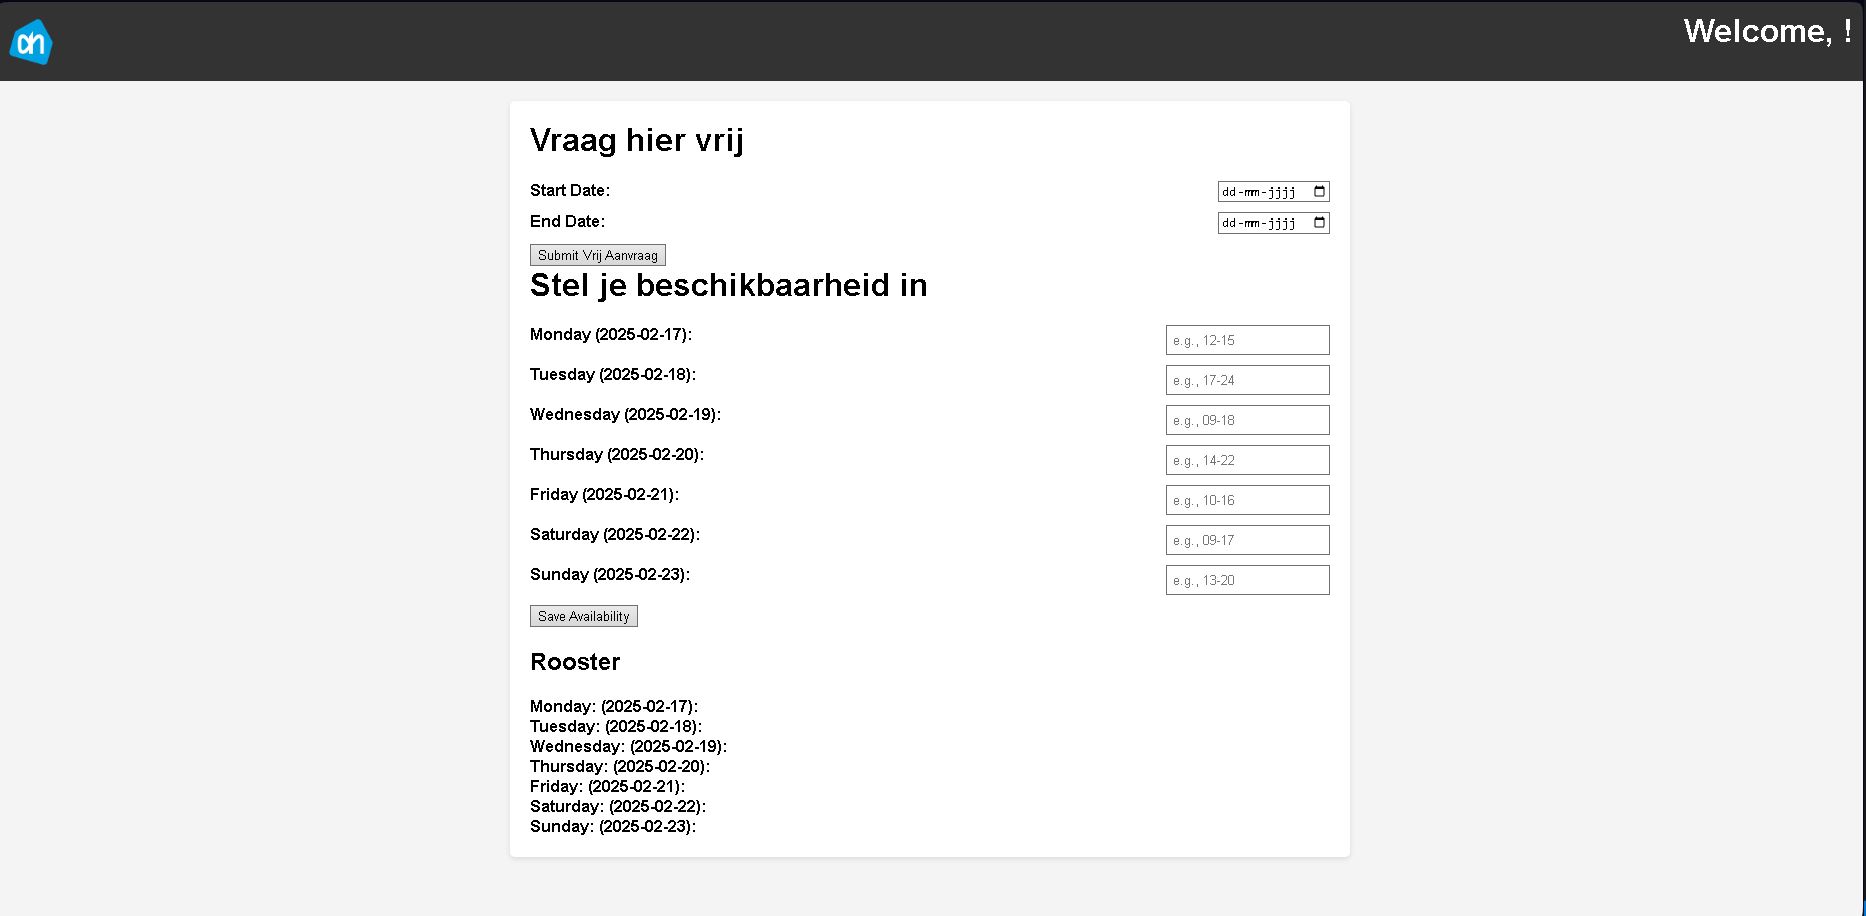 ah
Welcome, !
Vraag hier vrij
Start Date: dd-mm-jjjj
End Date: dd-mm-jjjj
Submit Vrij Aanvraag
Stel je beschikbaarheid in
Monday (2025-02-17): e.g., 12-15
Tuesday (2025-02-18): e.g., 17-24
Wednesday (2025-02-19): e.g., 09-18
Thursday (2025-02-20): e.g., 14-22
Friday (2025-02-21): e.g., 10-16
Saturday (2025-02-22): e.g., 09-17
Sunday (2025-02-23): e.g., 13-20
Save Availability
Rooster
Monday: (2025-02-17):
Tuesday: (2025-02-18):
Wednesday: (2025-02-19):
Thursday: (2025-02-20):
Friday: (2025-02-21):
Saturday: (2025-02-22):
Sunday: (2025-02-23):